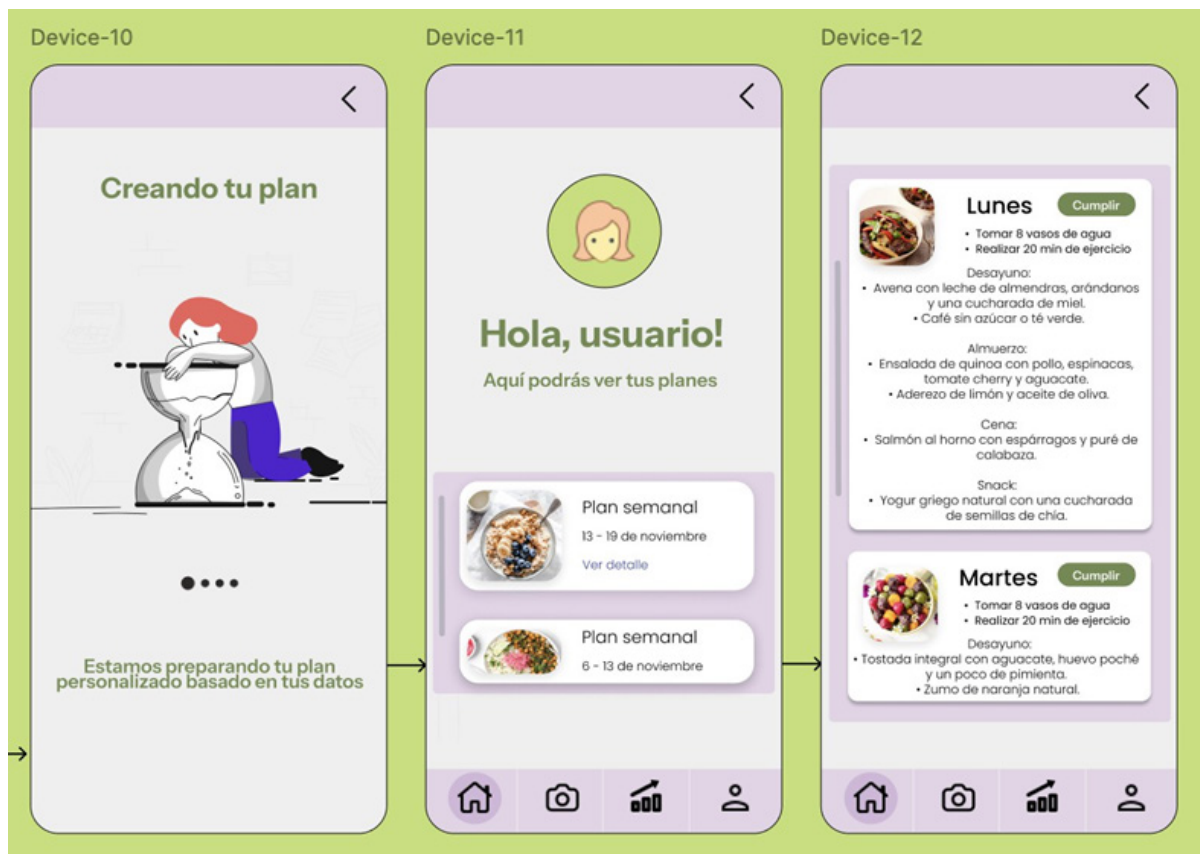 Device-10
Creando tu plan
Estamos preparando tu plan
personalizado basado en tus datos
Device-11
Hola, usuario!
Aquí podrás ver tus planes
Plan semanal
13 - 19 de noviembre
Ver detalle
Plan semanal
6 - 13 de noviembre
Device-12
Lunes
Cumplir
• Tomar 8 vasos de agua
• Realizar 20 min de ejercicio
Desayuno:
• Avena con leche de almendras, arándanos
y una cucharada de miel.
• Café sin azúcar o té verde.
Almuerzo:
• Ensalada de quinoa con pollo, espinacas,
tomate cherry y aguacate.
• Aderezo de limón y aceite de oliva.
Cena:
• Salmón al horno con espárragos y puré de
calabaza.
Snack:
• Yogur griego natural con una cucharada
de semillas de chía.
Martes
Cumplir
• Tomar 8 vasos de agua
• Realizar 20 min de ejercicio
Desayuno:
• Tostada integral con aguacate, huevo poché
y un poco de pimienta.
• Zumo de naranja natural.